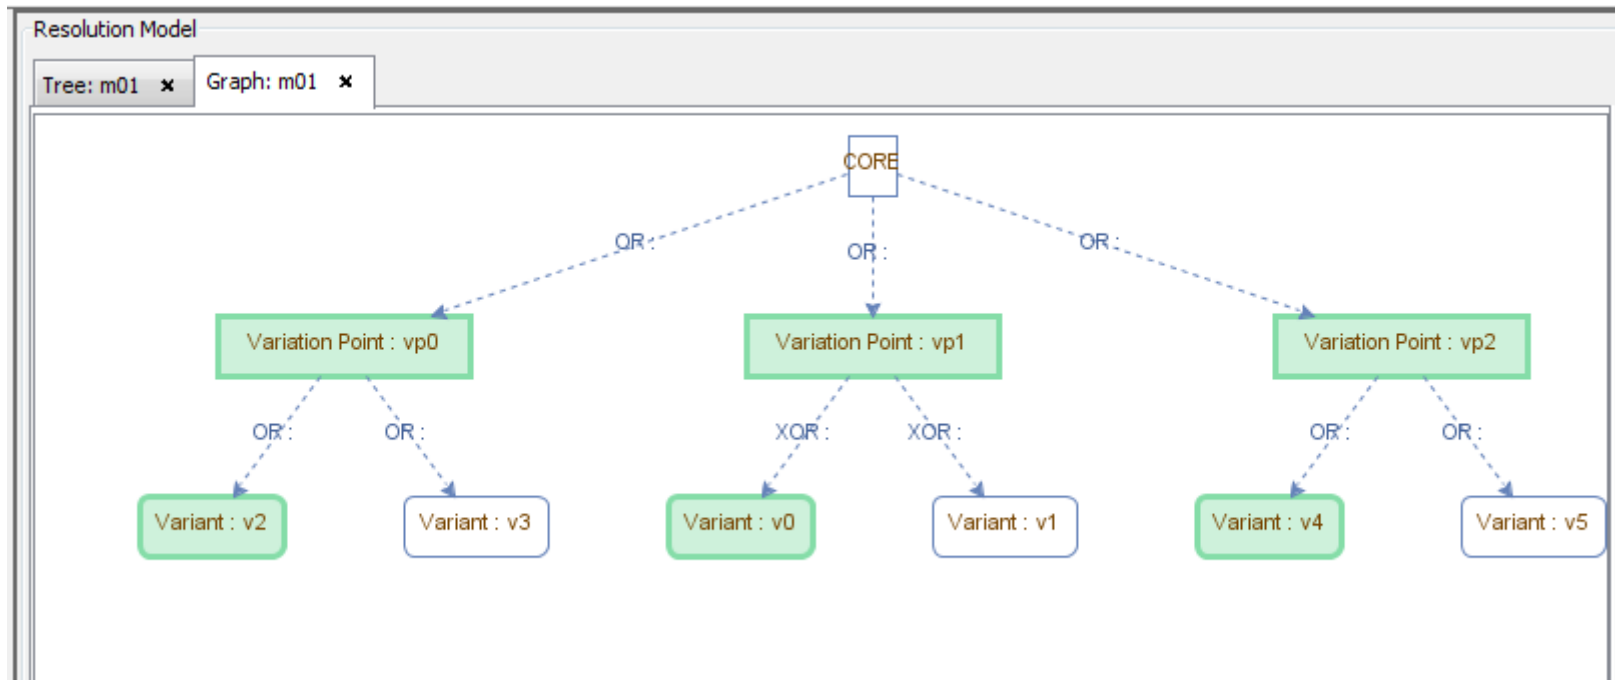 Resolution Model
Tree: m01 Graph: m01
CORE
OR : OR : OR :
Variation Point : vp0 Variation Point : vp1 Variation Point : vp2
OR : OR : XOR : XOR : OR : OR :
Variant : v2 Variant : v3 Variant : v0 Variant : v1 Variant : v4 Variant : v5